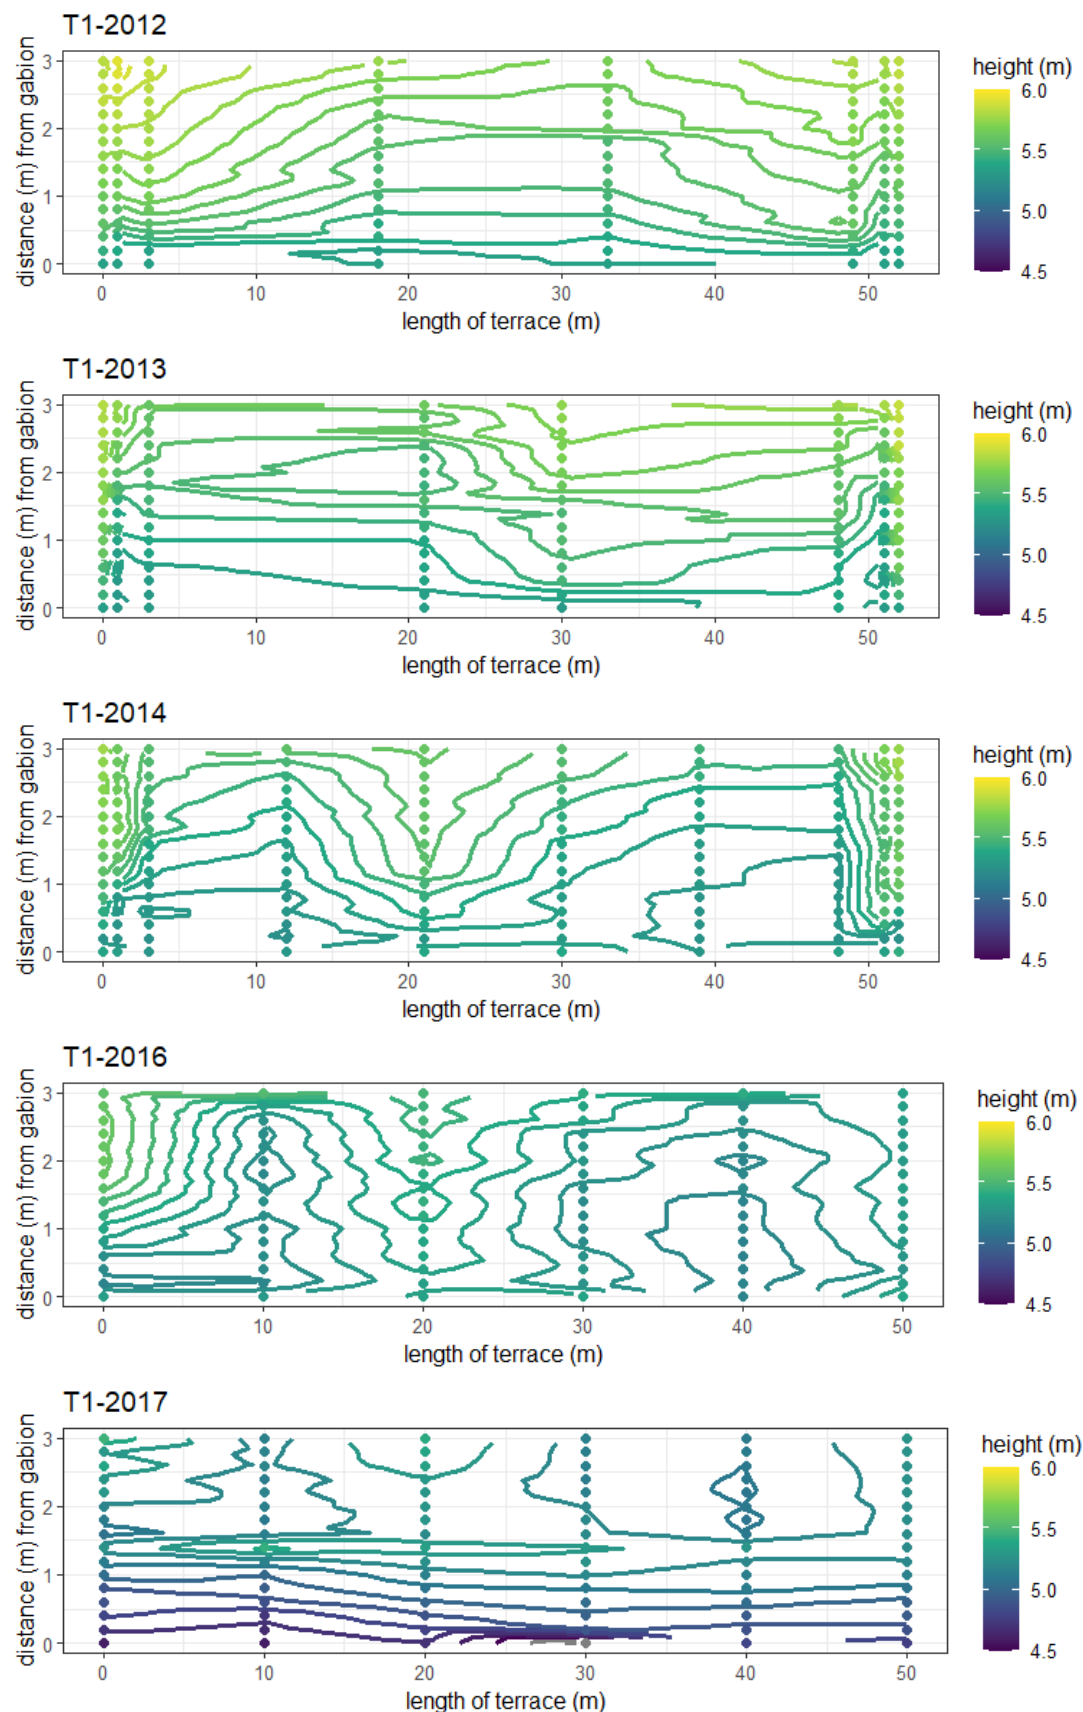 T1-2012
distance (m) from gabion
3
2
1
0
0 10 20 30 40 50
length of terrace (m)
height (m)
6.0
5.5
5.0
4.5
T1-2013
distance (m) from gabion
3
2
1
0
0 10 20 30 40 50
length of terrace (m)
height (m)
6.0
5.5
5.0
4.5
T1-2014
distance (m) from gabion
3
2
1
0
0 10 20 30 40 50
length of terrace (m)
height (m)
6.0
5.5
5.0
4.5
T1-2016
distance (m) from gabion
3
2
1
0
0 10 20 30 40 50
length of terrace (m)
height (m)
6.0
5.5
5.0
4.5
T1-2017
distance (m) from gabion
3
2
1
0
0 10 20 30 40 50
length of terrace (m)
height (m)
6.0
5.5
5.0
4.5